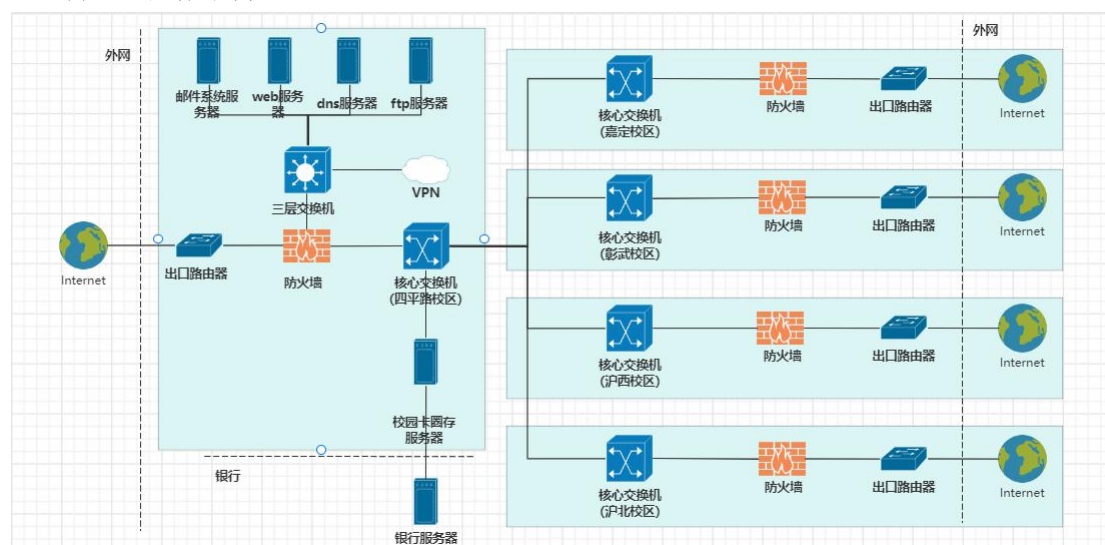 外网
外网
邮件系统服
务器
web服务
器
dns服务器
ftp服务器
三层交换机
VPN
Internet
出口路由器
防火墙
核心交换机
(四平路校区)
校园卡圈存
服务器
银行
银行服务器
核心交换机
(嘉定校区)
防火墙
出口路由器
Internet
核心交换机
(彰武校区)
防火墙
出口路由器
Internet
核心交换机
(沪西校区)
防火墙
出口路由器
Internet
核心交换机
(沪北校区)
防火墙
出口路由器
Internet